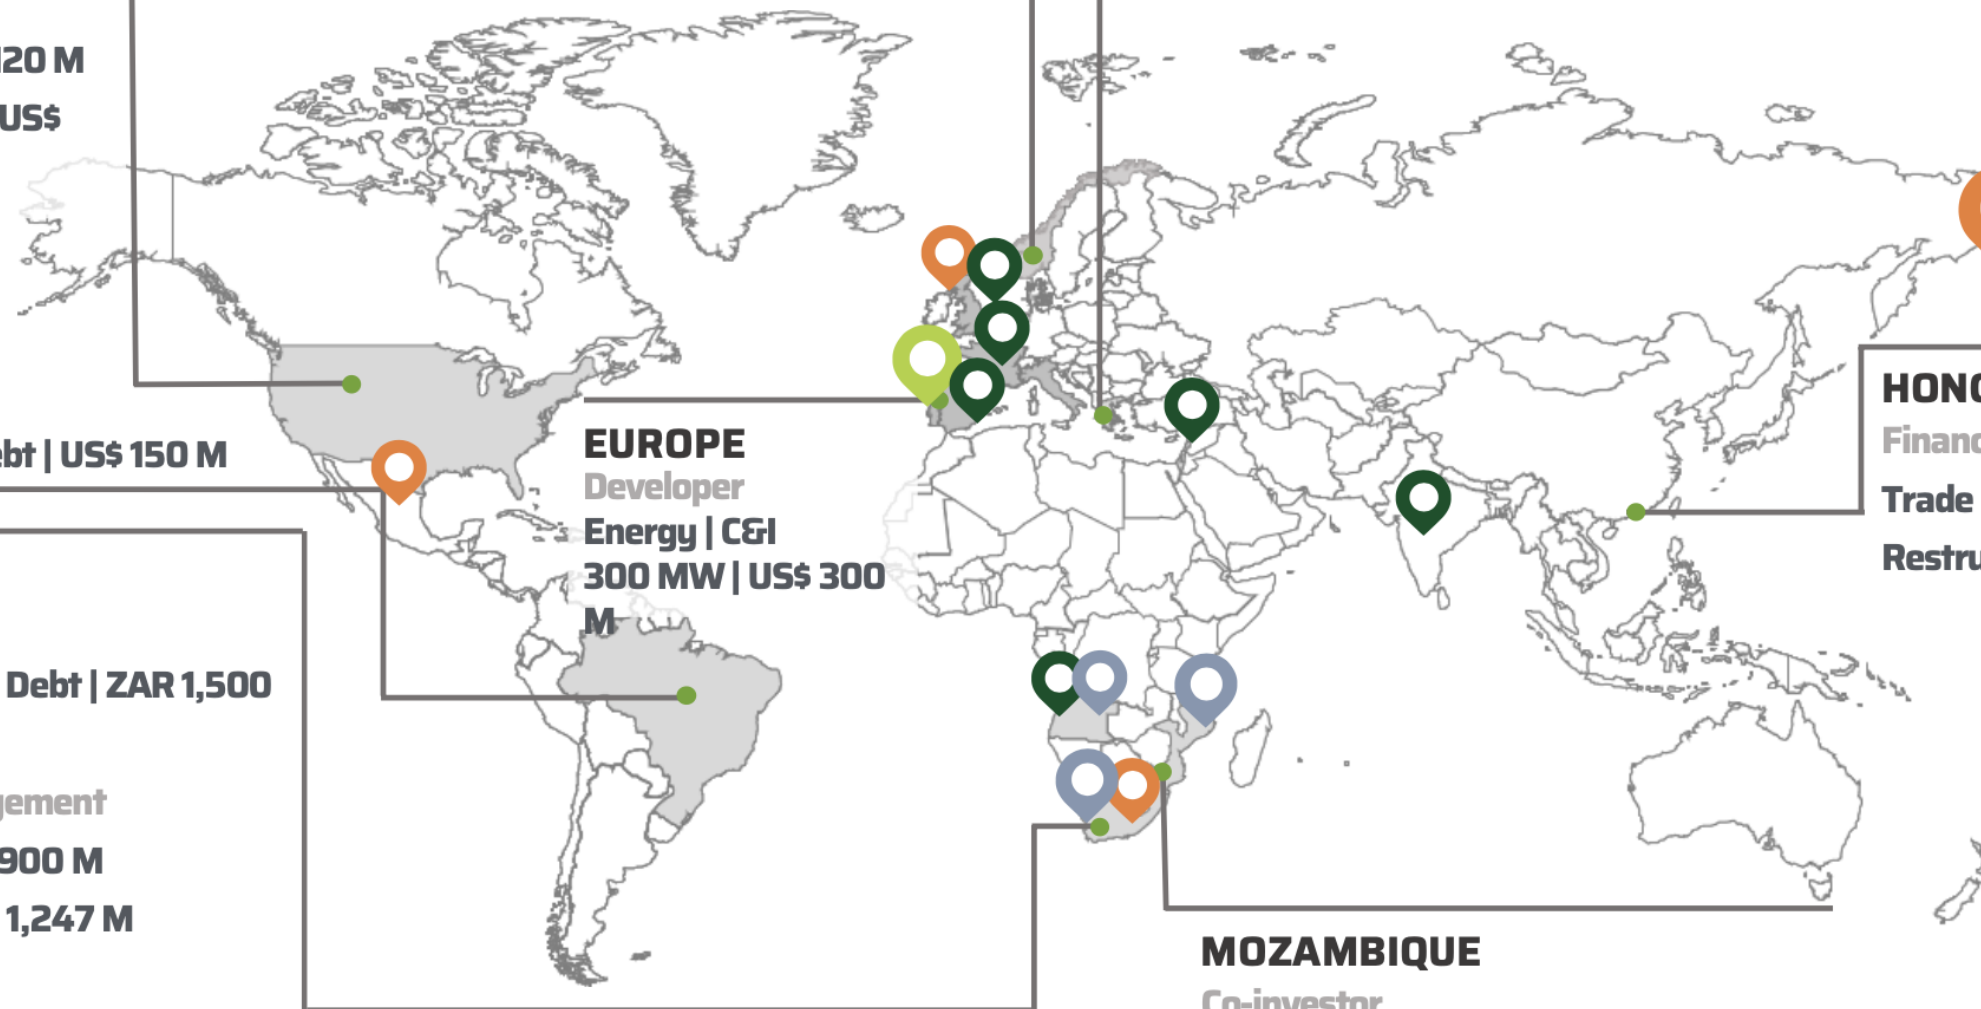 20 M
US$
ebt | US$ 150 M
Debt | ZAR 1,500
gement
900 M
1,247 M
EUROPE
Developer
Energy | C&I
300 MW | US$ 300
M
HONG
Financ
Trade
Restru
MOZAMBIQUE
Co-investor